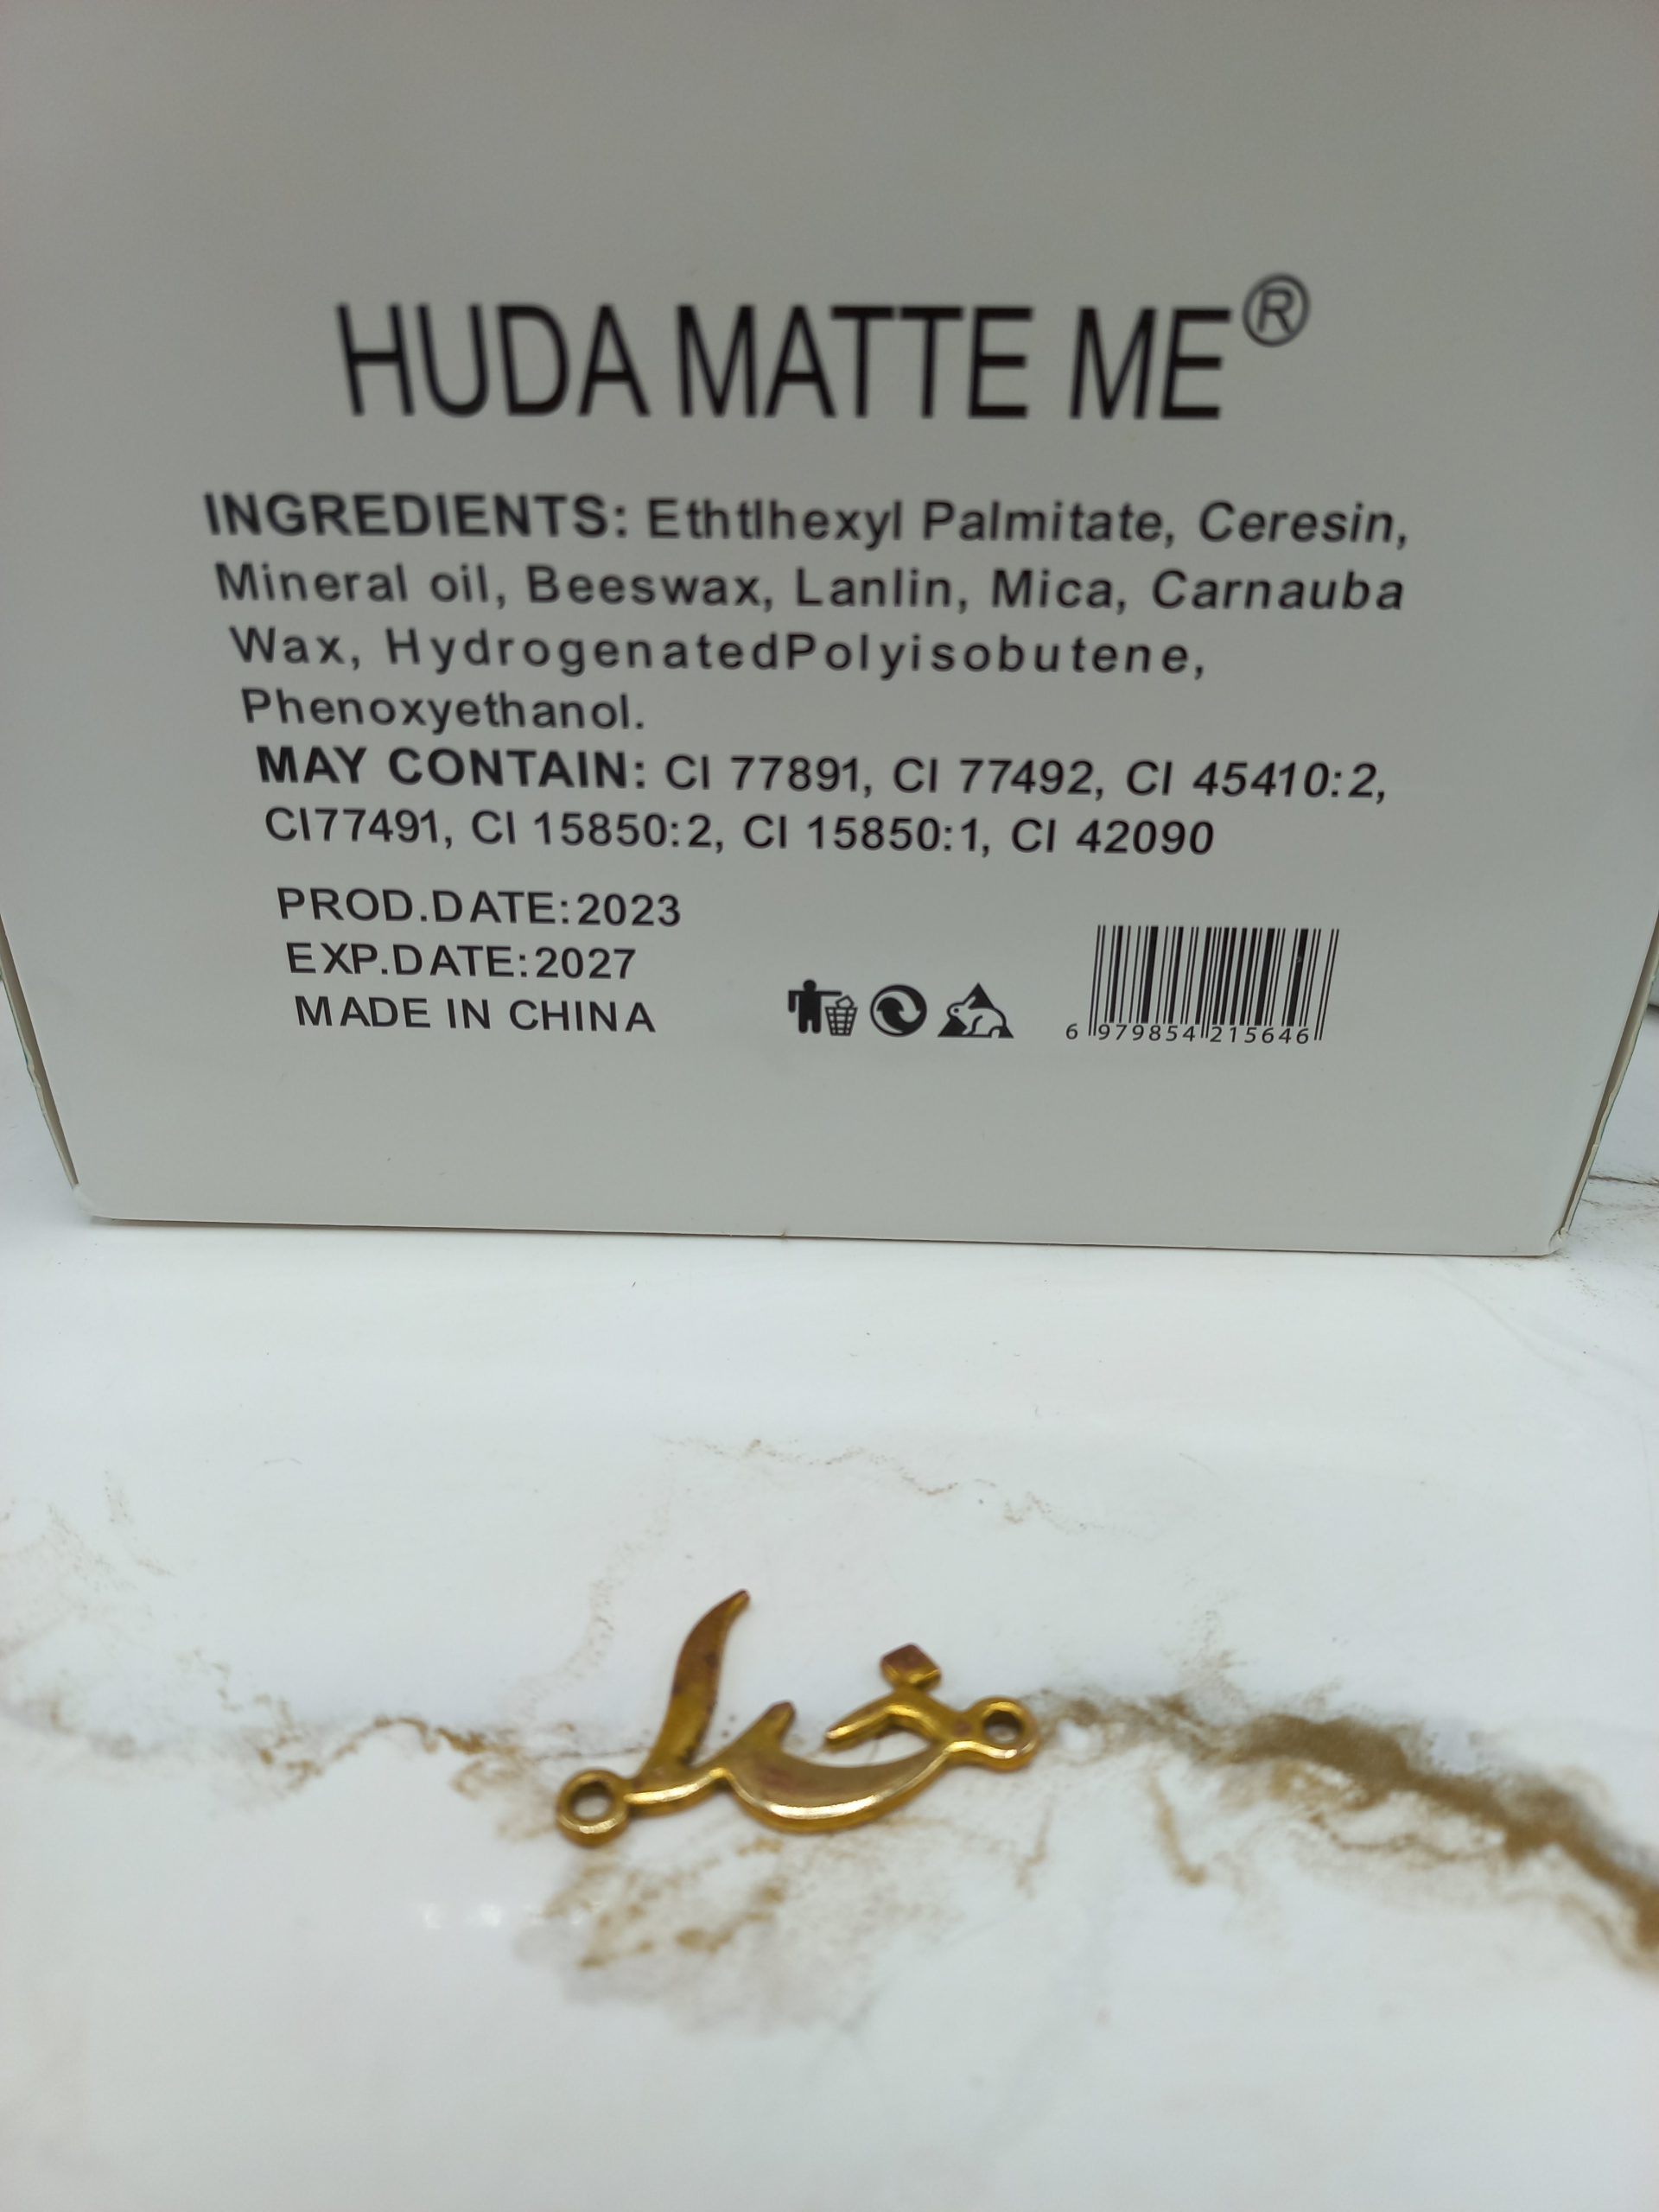 HUDA MATTE ME®
INGREDIENTS: Ethtlhexyl Palmitate, Ceresin,
Mineral oil, Beeswax, Lanlin, Mica, Carnauba
Wax, HydrogenatedPolyisobutene,
Phenoxyethanol.
MAY CONTAIN: CI 77891, CI 77492, CI 45410:2,
CI77491, CI 15850:2, CI 15850:1, CI 42090
PROD.DATE:2023
EXP.DATE:2027
MADE IN CHINA
6 979854 215646
خدا